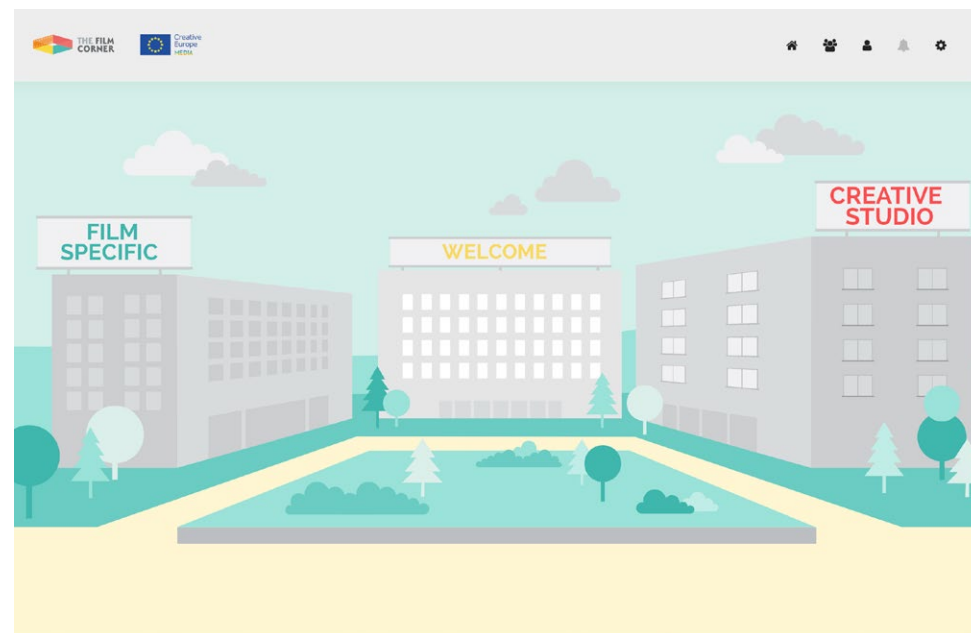 THE FILM
CORNER
Creative
Europe
MEDIA
FILM
SPECIFIC
WELCOME
CREATIVE
STUDIO